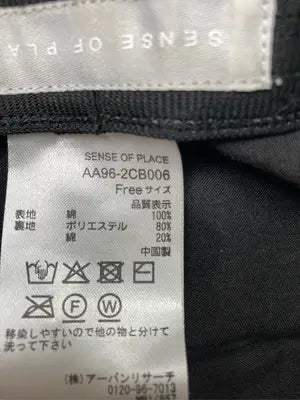 SENSE OF PLA
SENSE OF PLACE
AA96-2CB006
Freeサイズ
品質表示
表地 綿 100%
裏地 ポリエステル 80%
綿 20%
中国製
移染しやすいので他の物と分けて
洗って下さい
(株)アーバンリサーチ
0120-96-7013